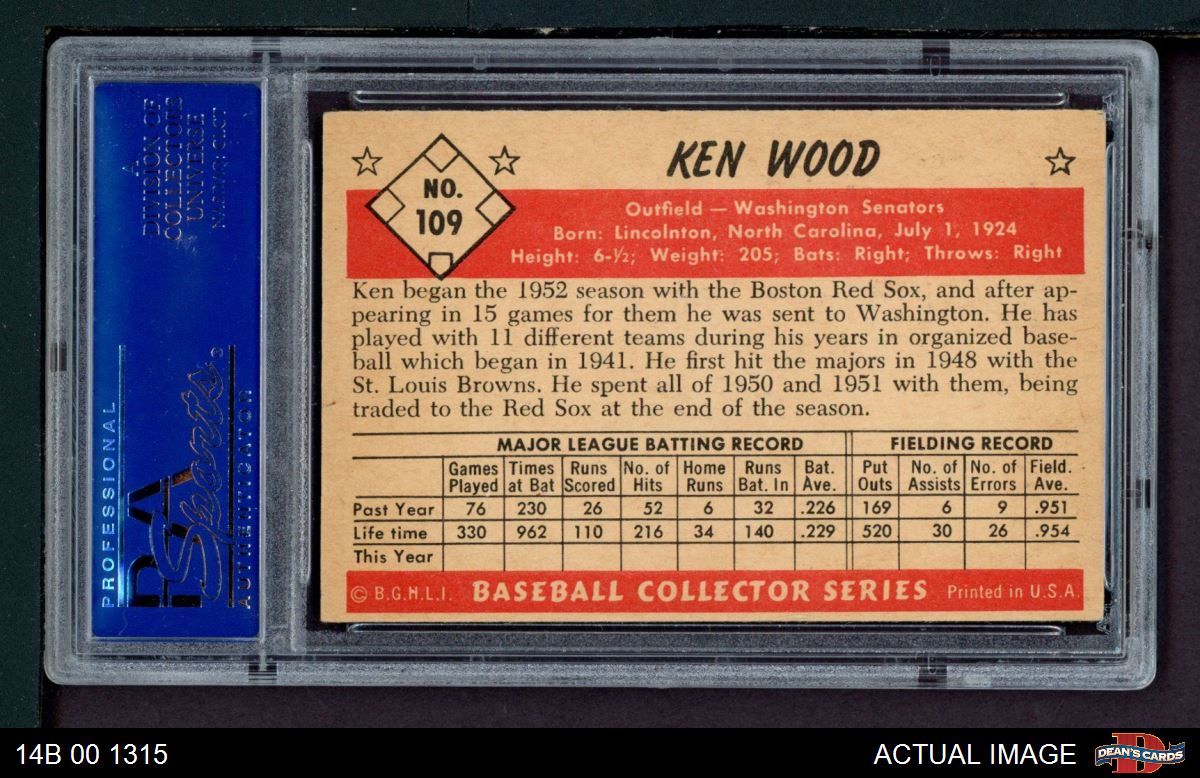 A
DIVISION OF
COLLECTORS
UNIVERSE
NASDAQ: CLCT
PROFESSIONAL
PSA
Sports
AUTHENTICATOR
NO.
109
KEN WOOD
Outfield — Washington Senators
Born: Lincolnton, North Carolina, July 1, 1924
Height: 6-½; Weight: 205; Bats: Right; Throws: Right
Ken began the 1952 season with the Boston Red Sox, and after ap-
pearing in 15 games for them he was sent to Washington. He has
played with 11 different teams during his years in organized base-
ball which began in 1941. He first hit the majors in 1948 with the
St. Louis Browns. He spent all of 1950 and 1951 with them, being
traded to the Red Sox at the end of the season.
MAJOR LEAGUE BATTING RECORD FIELDING RECORD
Games Times Runs No. of Home Runs Bat. Put No. of No. of Field.
Played at Bat Scored Hits Runs Bat. In Ave. Outs Assists Errors Ave.
Past Year 76 230 26 52 6 32 .226 169 6 9 .951
Life time 330 962 110 216 34 140 .229 520 30 26 .954
This Year
© B.G.H.L.I. BASEBALL COLLECTOR SERIES Printed in U.S.A.
14B 00 1315
ACTUAL IMAGE
DEAN'S CARDS